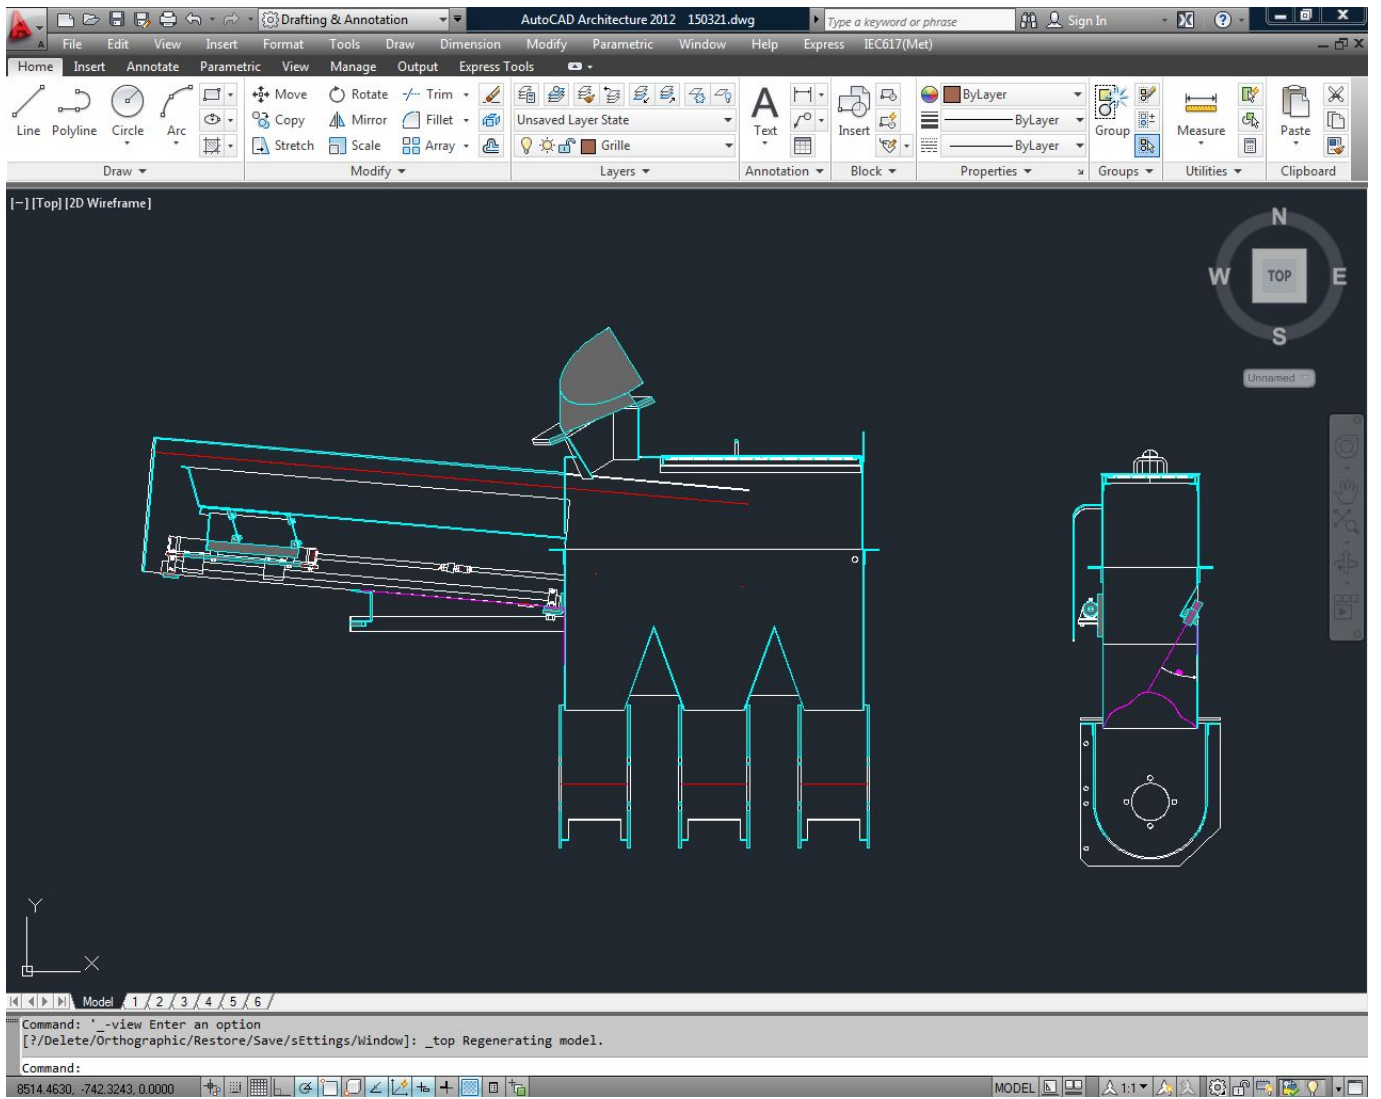 Drafting & Annotation
AutoCAD Architecture 2012 150321.dwg
Type a keyword or phrase
Sign In
File Edit View Insert Format Tools Draw Dimension Modify Parametric Window Help Express IEC617(Met)
Home Insert Annotate Parametric View Manage Output Express Tools
Move Rotate Trim ByLayer
Copy Mirror Fillet Unsaved Layer State ByLayer
Line Polyline Circle Arc Text Insert Group Measure Paste
Stretch Scale Array Grille ByLayer
Draw Modify Layers Annotation Block Properties Groups Utilities Clipboard
[−] [Top] [2D Wireframe]
N
W TOP E
S
Unnamed
Y
X
Model 1 2 3 4 5 6
Command: '_-view Enter an option
[?/Delete/Orthographic/Restore/Save/sEttings/Window]: _top Regenerating model.
Command:
8514.4630, -742.3243, 0.0000 MODEL 1:1